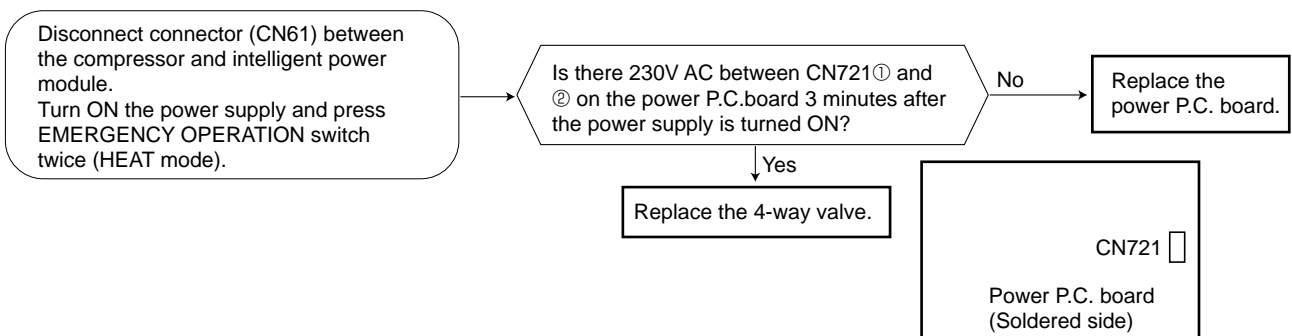 Disconnect connector (CN61) between
the compressor and intelligent power
module.
Turn ON the power supply and press
EMERGENCY OPERATION switch
twice (HEAT mode).
Is there 230V AC between CN721① and
② on the power P.C.board 3 minutes after
the power supply is turned ON?
No
Replace the
power P.C. board.
Yes
Replace the 4-way valve.
CN721
Power P.C. board
(Soldered side)